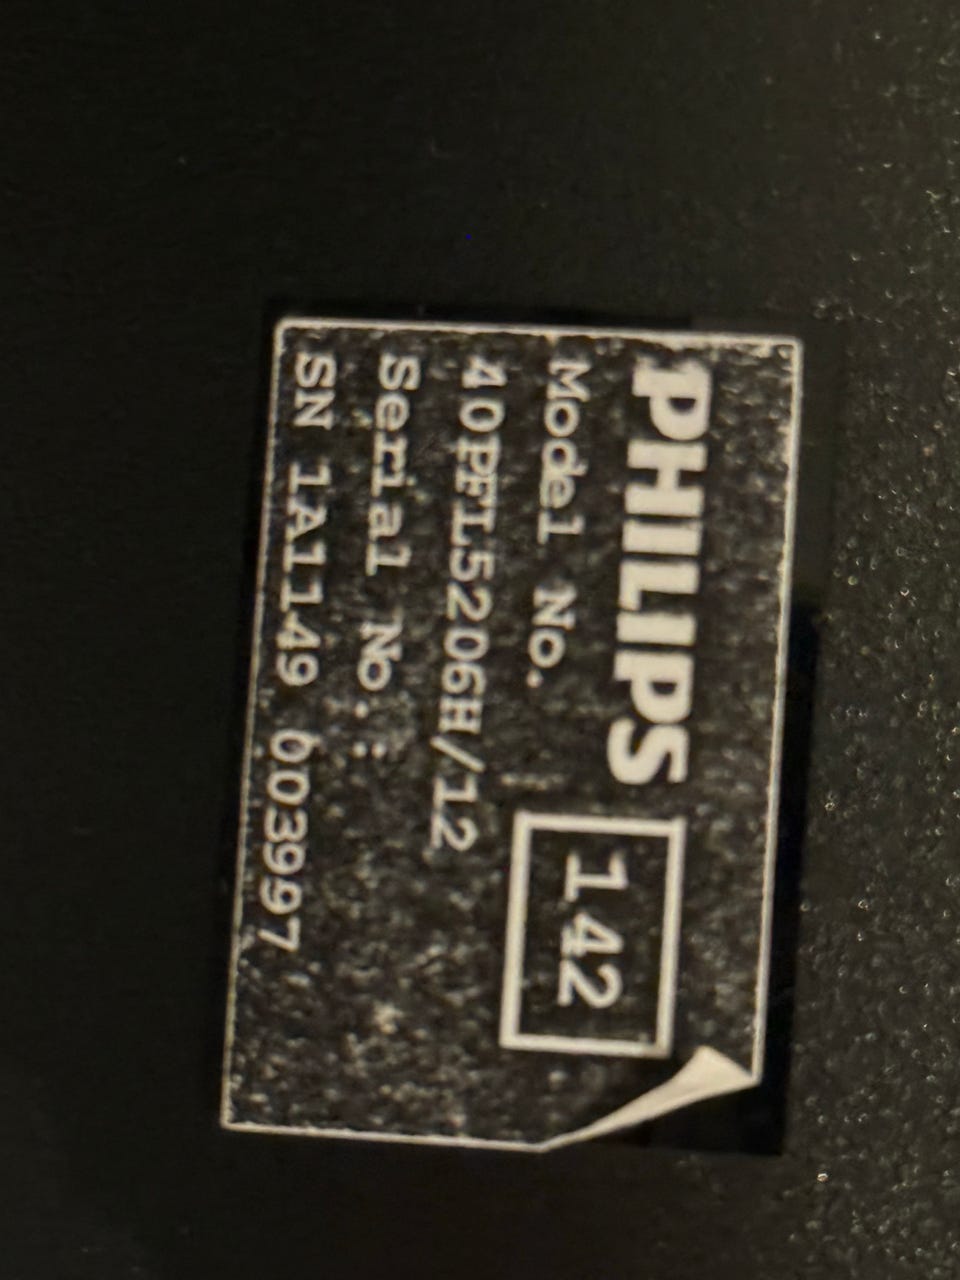 PHILIPS
142
Model No.
40PFL5206H/12
Serial No.:
SN 1A1149 003997